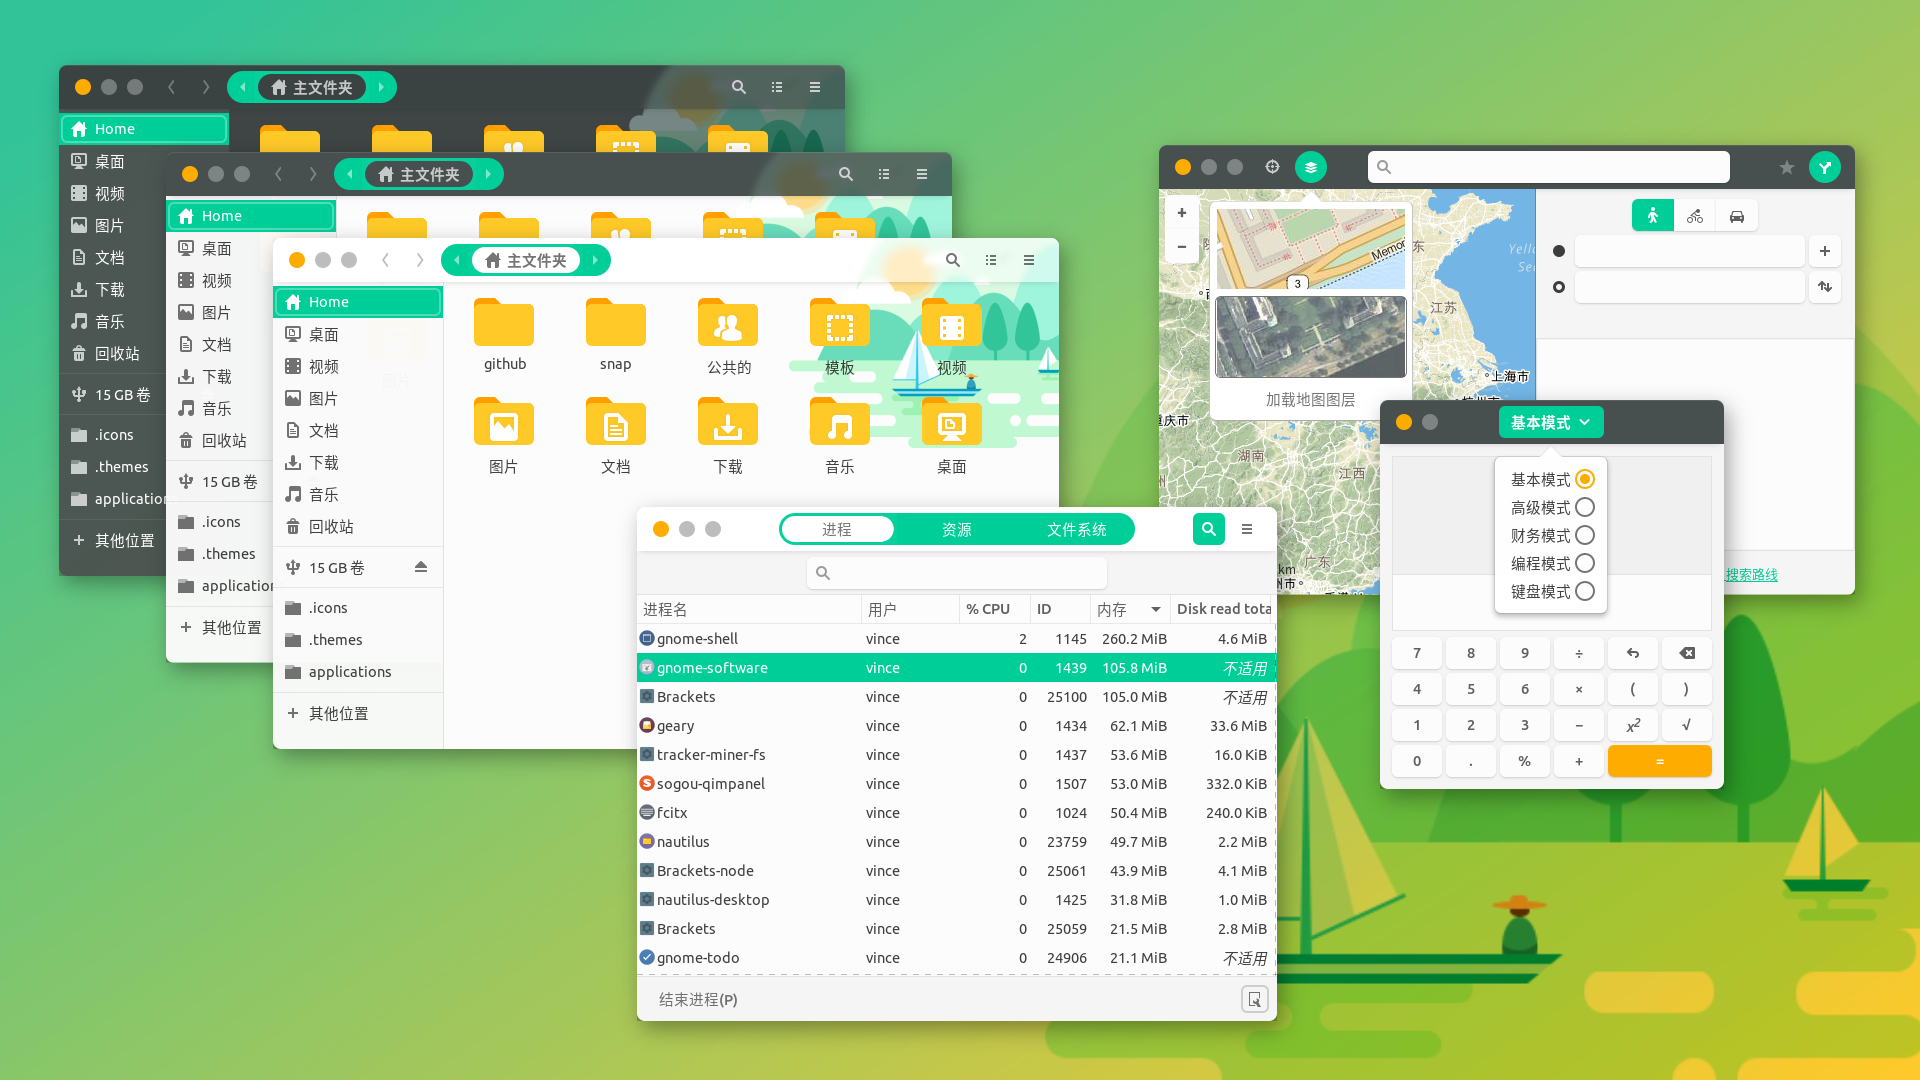 主文件夹
Home
桌面
视频
图片
文档
下载
音乐
回收站
15 GB 卷
.icons
.themes
application
其他位置
主文件夹
Home
桌面
视频
图片
文档
下载
音乐
回收站
15 GB 卷
.icons
.themes
application
其他位置
主文件夹
Home
桌面
视频
图片
文档
下载
音乐
回收站
15 GB 卷
.icons
.themes
applications
其他位置
github snap 公共的 模板 视频
图片 文档 下载 音乐 桌面
进程 资源 文件系统
进程名 用户 % CPU ID 内存 Disk read tota
gnome-shell vince 2 1145 260.2 MiB 4.6 MiB
gnome-software vince 0 1439 105.8 MiB 不适用
Brackets vince 0 25100 105.0 MiB 不适用
geary vince 0 1434 62.1 MiB 33.6 MiB
tracker-miner-fs vince 0 1437 53.6 MiB 16.0 KiB
sogou-qimpanel vince 0 1507 53.0 MiB 332.0 KiB
fcitx vince 0 1024 50.4 MiB 240.0 KiB
nautilus vince 0 23759 49.7 MiB 2.2 MiB
Brackets-node vince 0 25061 43.9 MiB 4.1 MiB
nautilus-desktop vince 0 1425 31.8 MiB 1.0 MiB
Brackets vince 0 25059 21.5 MiB 2.8 MiB
gnome-todo vince 0 24906 21.1 MiB 不适用
结束进程(P)
+
−
Memor
3
加载地图图层
东
Yello
Sea
江苏
上海市
重庆市
湖南
江西
广东
km
州市
搜索路线
基本模式
基本模式
高级模式
财务模式
编程模式
键盘模式
7 8 9 ÷
4 5 6 × ( )
1 2 3 − x² √
0 . % + =